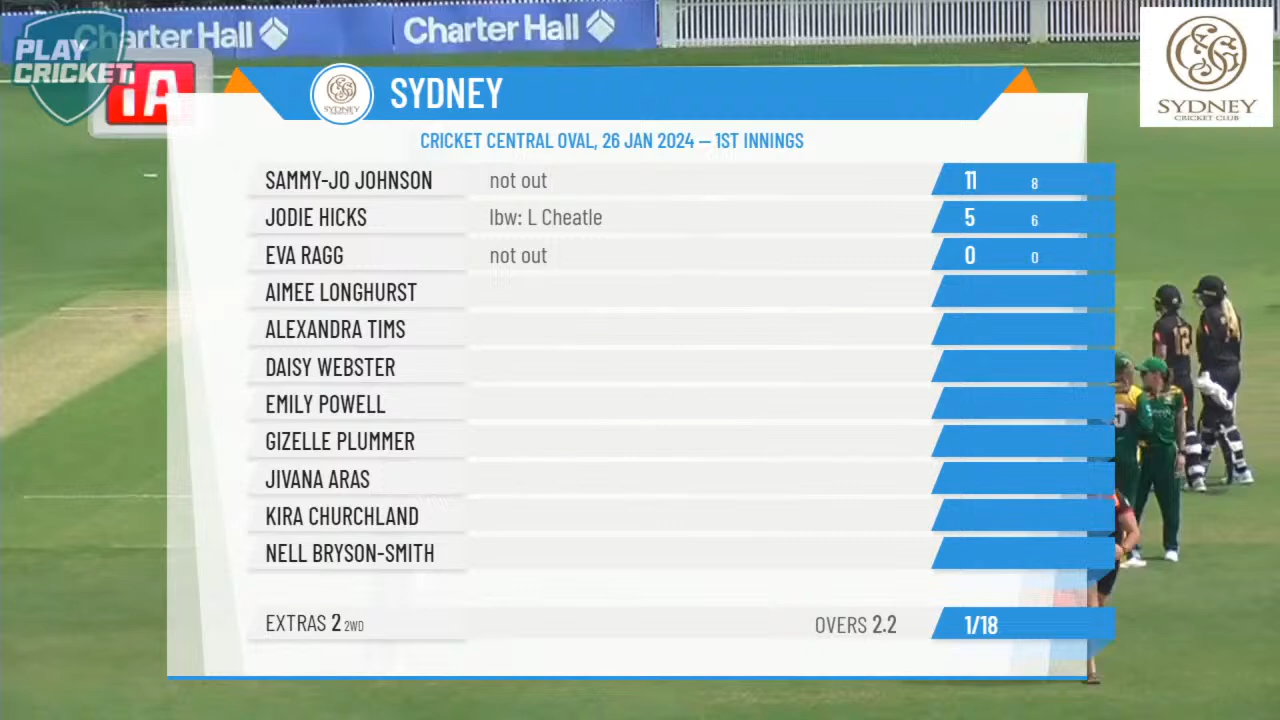 Charter Hall
Charter Hall
PLAY
CRICKET
iA
SYDNEY
SYDNEY
SYDNEY
CRICKET CLUB
CRICKET CENTRAL OVAL, 26 JAN 2024 – 1ST INNINGS
SAMMY-JO JOHNSON not out 11 8
JODIE HICKS lbw: L Cheatle 5 6
EVA RAGG not out 0 0
AIMEE LONGHURST
ALEXANDRA TIMS
DAISY WEBSTER
EMILY POWELL
GIZELLE PLUMMER
JIVANA ARAS
KIRA CHURCHLAND
NELL BRYSON-SMITH
EXTRAS 2 2WD OVERS 2.2 1/18
12